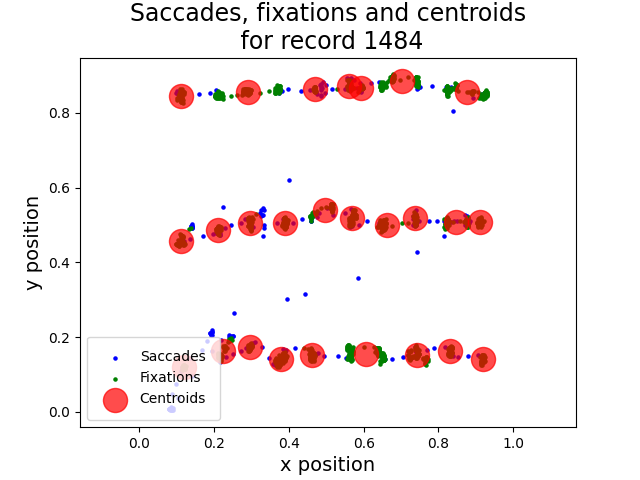 Saccades, fixations and centroids
for record 1484
y position
0.8
0.6
0.4
0.2
0.0
Saccades
Fixations
Centroids
0.0 0.2 0.4 0.6 0.8 1.0
x position